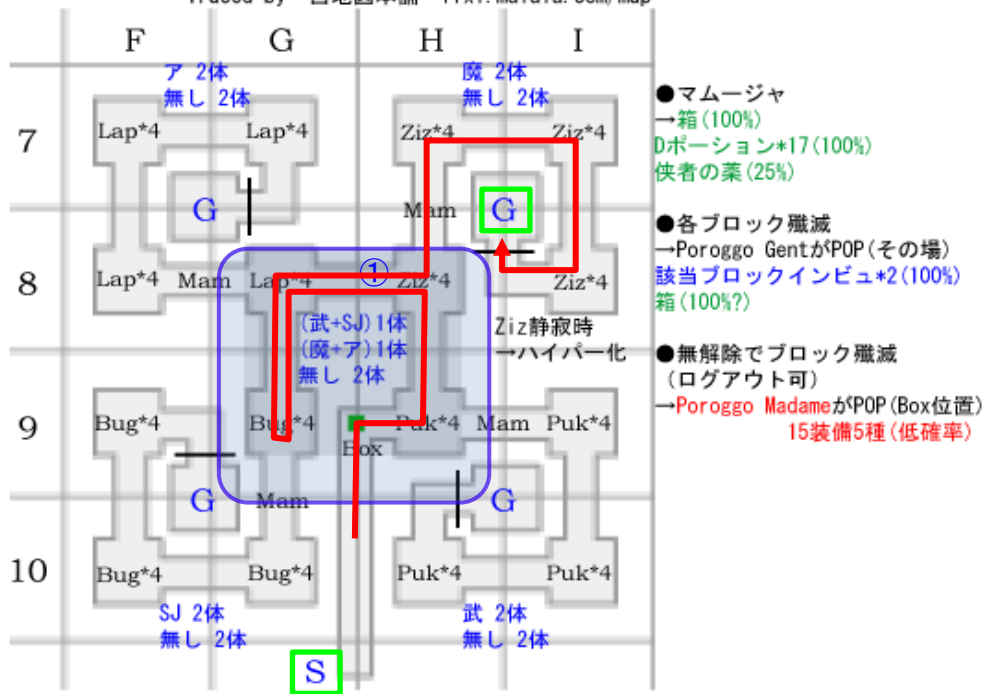 F G H I
ア 2体
無し 2体
魔 2体
無し 2体
7
Lap*4 Lap*4 Ziz*4 Ziz*4
G Mam G
8
Lap*4 Mam Lap*4 ① Ziz*4 Ziz*4
(武+SJ)1体
(魔+ア)1体
無し 2体
Ziz静寂時
→ハイパー化
9
Bug*4 Bug*4 Puk*4 Mam Puk*4
Box
G Mam G
10
Bug*4 Bug*4 Puk*4 Puk*4
SJ 2体
無し 2体
武 2体
無し 2体
S
●マムージャ
→箱(100%)
Dポーション*17(100%)
侠者の薬(25%)
●各ブロック殲滅
→Poroggo GentがPOP(その場)
該当ブロックインビュ*2(100%)
箱(100%?)
●無解除でブロック殲滅
(ログアウト可)
→Poroggo MadameがPOP(Box位置)
15装備5種(低確率)